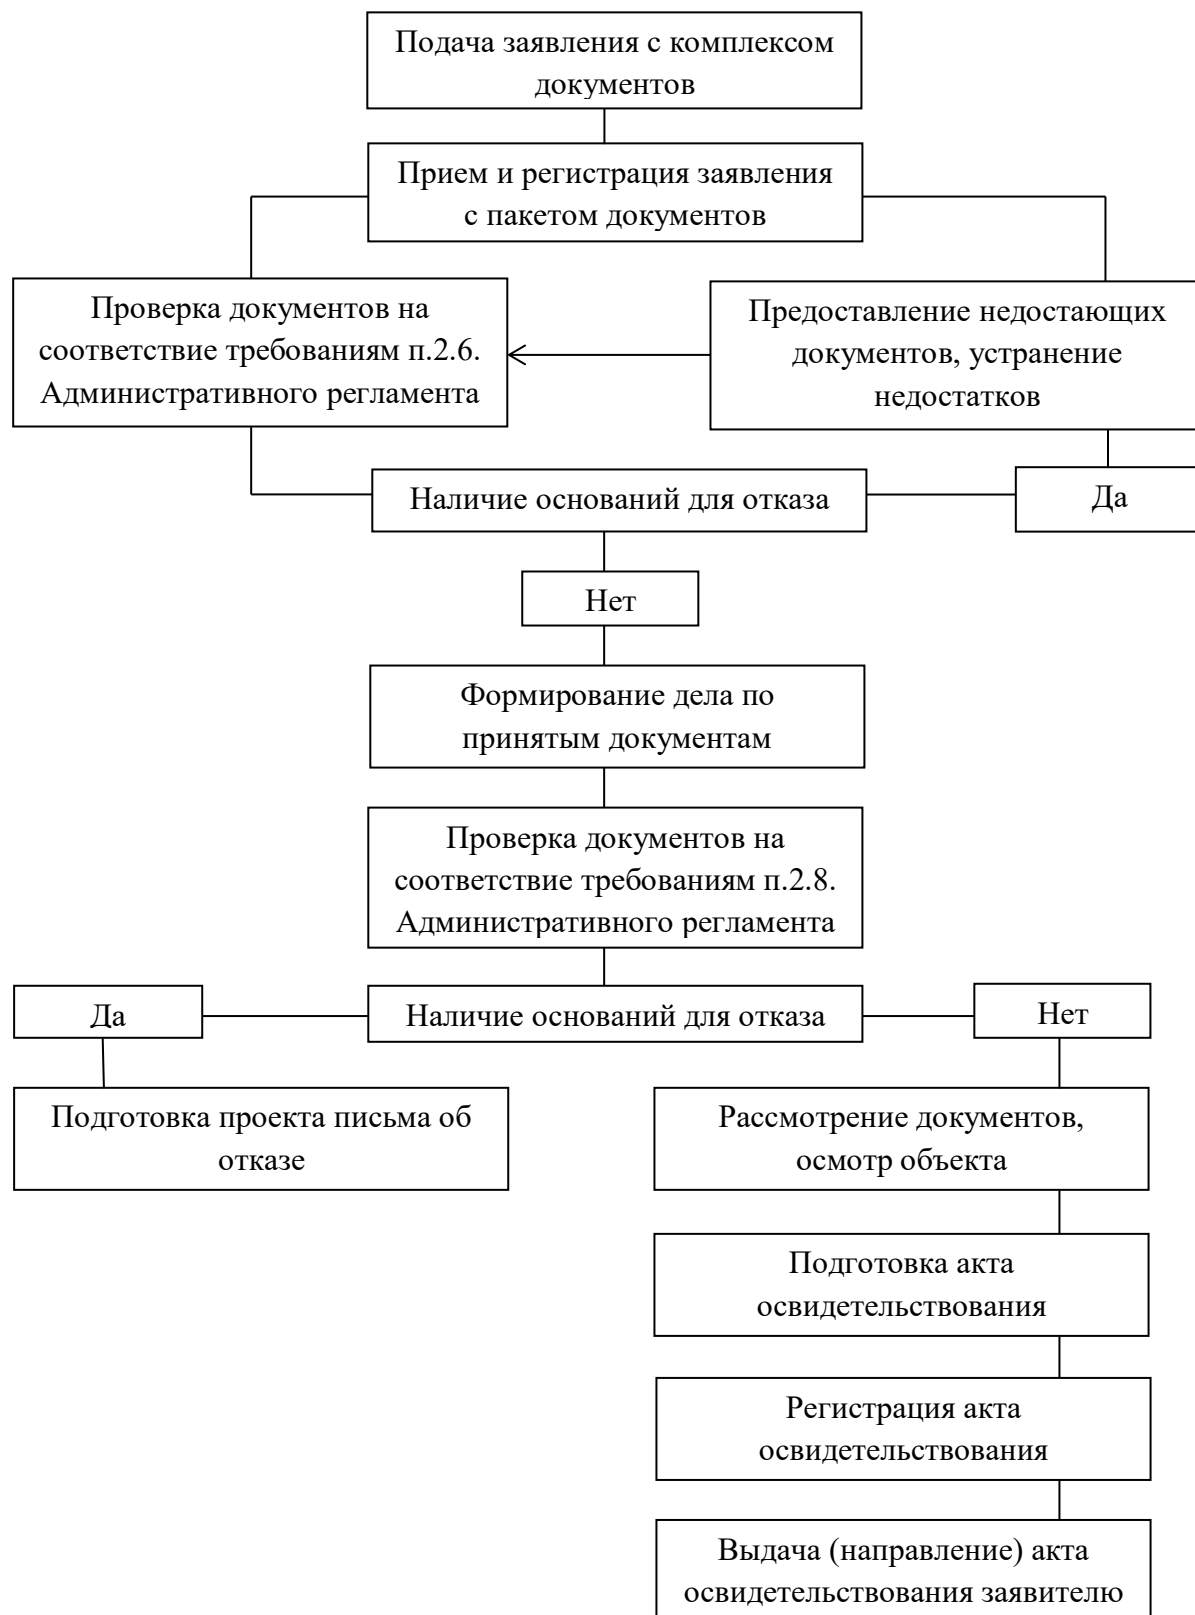 Подача заявления с комплексом
документов
Прием и регистрация заявления
с пакетом документов
Проверка документов на
соответствие требованиям п.2.6.
Административного регламента
Предоставление недостающих
документов, устранение
недостатков
Наличие оснований для отказа
Да
Нет
Формирование дела по
принятым документам
Проверка документов на
соответствие требованиям п.2.8.
Административного регламента
Да
Наличие оснований для отказа
Нет
Подготовка проекта письма об
отказе
Рассмотрение документов,
осмотр объекта
Подготовка акта
освидетельствования
Регистрация акта
освидетельствования
Выдача (направление) акта
освидетельствования заявителю